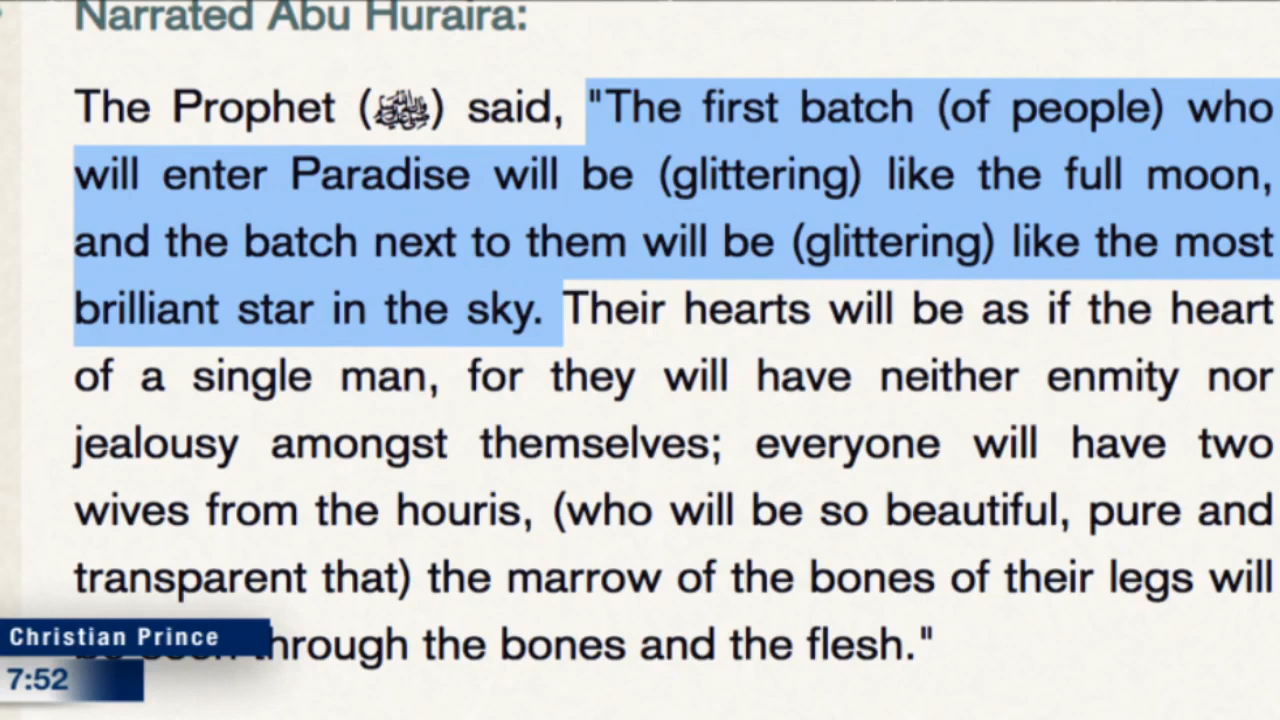 Narrated Abu Huraira:
The Prophet (ﷺ) said, "The first batch (of people) who
will enter Paradise will be (glittering) like the full moon,
and the batch next to them will be (glittering) like the most
brilliant star in the sky. Their hearts will be as if the heart
of a single man, for they will have neither enmity nor
jealousy amongst themselves; everyone will have two
wives from the houris, (who will be so beautiful, pure and
transparent that) the marrow of the bones of their legs will
through the bones and the flesh."
Christian Prince
7:52